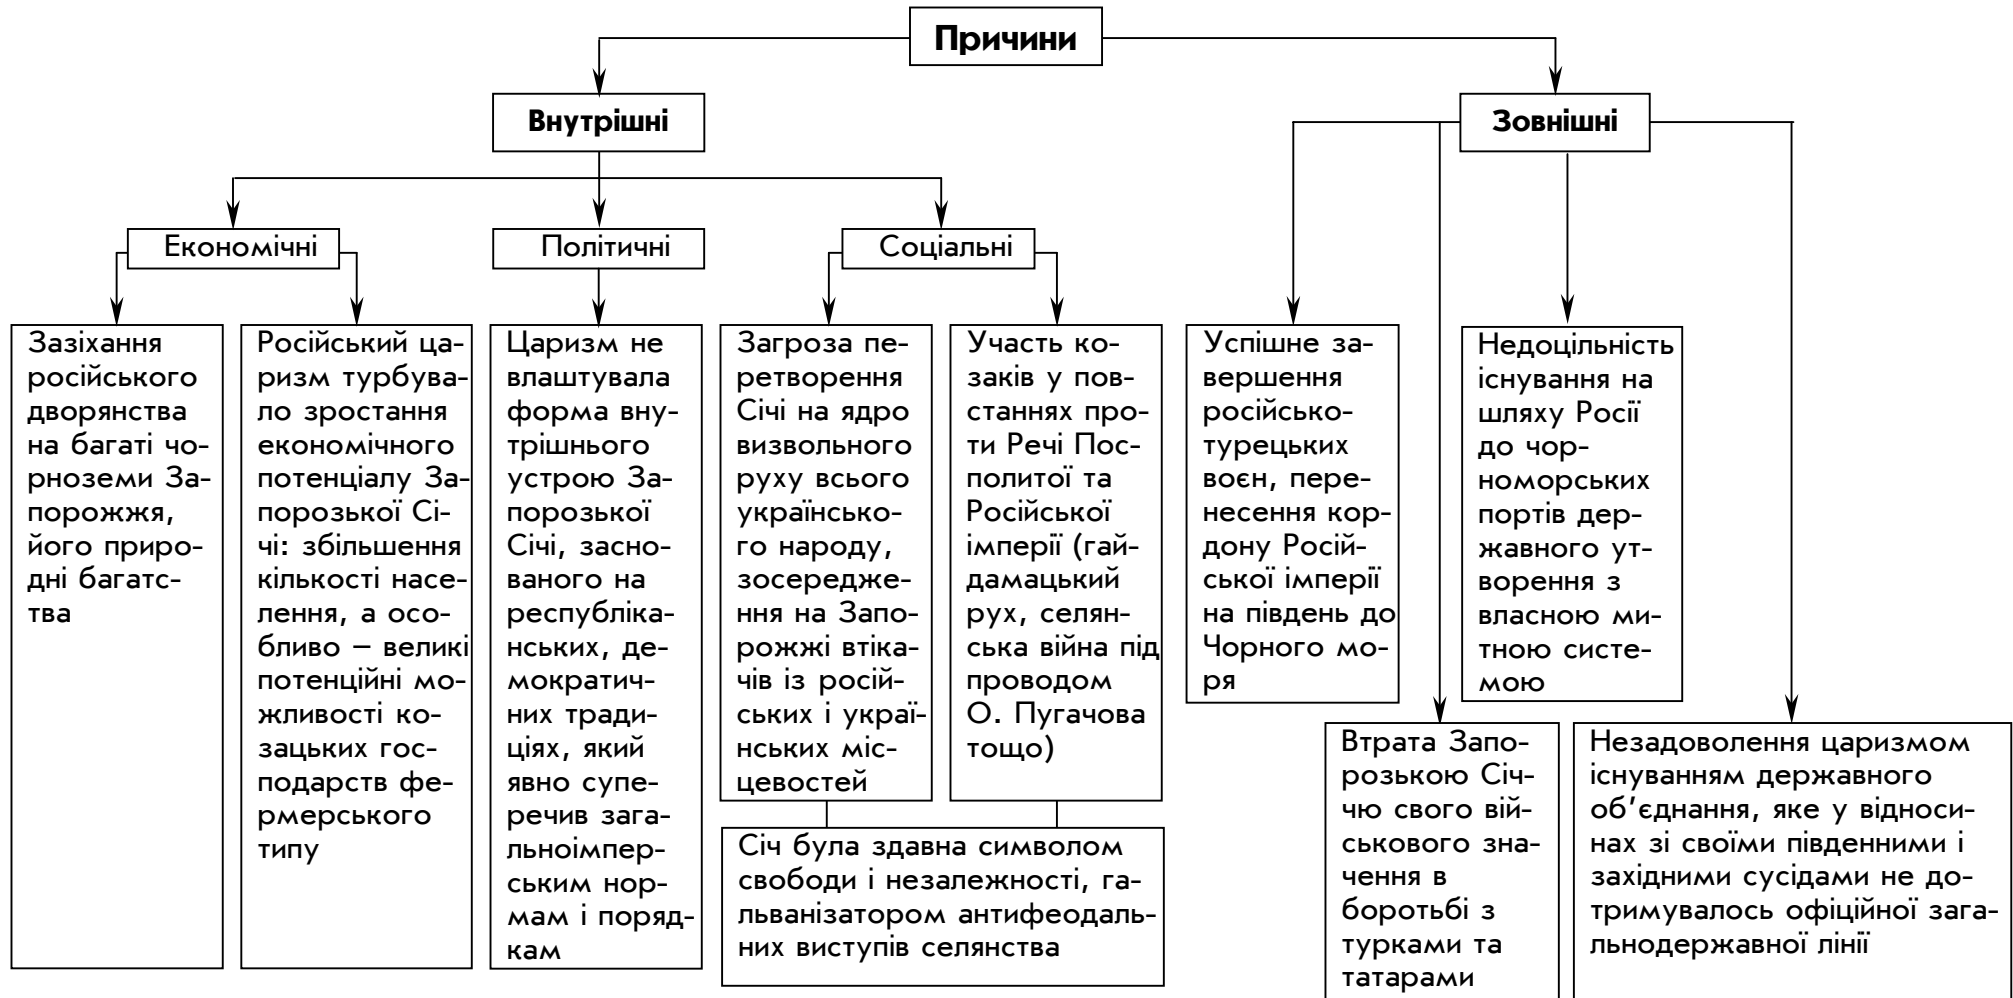 Причини
Внутрішні
Зовнішні
Економічні
Політичні
Соціальні
Зазіхання
російського
дворянства
на багаті чо-
рноземи За-
порожжя,
його приро-
дні багатс-
тва
Російський ца-
ризм турбува-
ло зростання
економічного
потенціалу За-
порозької Сі-
чі: збільшення
кількості насе-
лення, а осо-
бливо – великі
потенційні мо-
жливості ко-
зацьких гос-
подарств фе-
рмерського
типу
Царизм не
влаштувала
форма вну-
трішнього
устрою За-
порозької
Січі, засно-
ваного на
республіка-
нських, де-
мократич-
них тради-
ціях, який
явно супе-
речив зага-
льноімпер-
ським нор-
мам і поряд-
кам
Загроза пе-
ретворення
Січі на ядро
визвольного
руху всього
українсько-
го народу,
зосередже-
ння на Запо-
рожжі втіка-
чів із росій-
ських і украї-
нських міс-
цевостей
Участь ко-
заків у пов-
станнях про-
ти Речі Пос-
политої та
Російської
імперії (гай-
дамацький
рух, селян-
ська війна під
проводом
О. Пугачова
тощо)
Січ була здавна символом
свободи і незалежності, га-
льванізатором антифеодаль-
них виступів селянства
Успішне за-
вершення
російсько-
турецьких
воєн, пере-
несення кор-
дону Росій-
ської імперії
на південь до
Чорного мо-
ря
Недоцільність
існування на
шляху Росії
до чор-
номорських
портів дер-
жавного ут-
ворення з
власною ми-
тною систе-
мою
Втрата Запо-
розькою Січ-
чю свого вій-
ськового зна-
чення в
боротьбі з
турками та
татарами
Незадоволення царизмом
існуванням державного
об’єднання, яке у відноси-
нах зі своїми південними і
західними сусідами не до-
тримувалось офіційної зага-
льнодержавної лінії